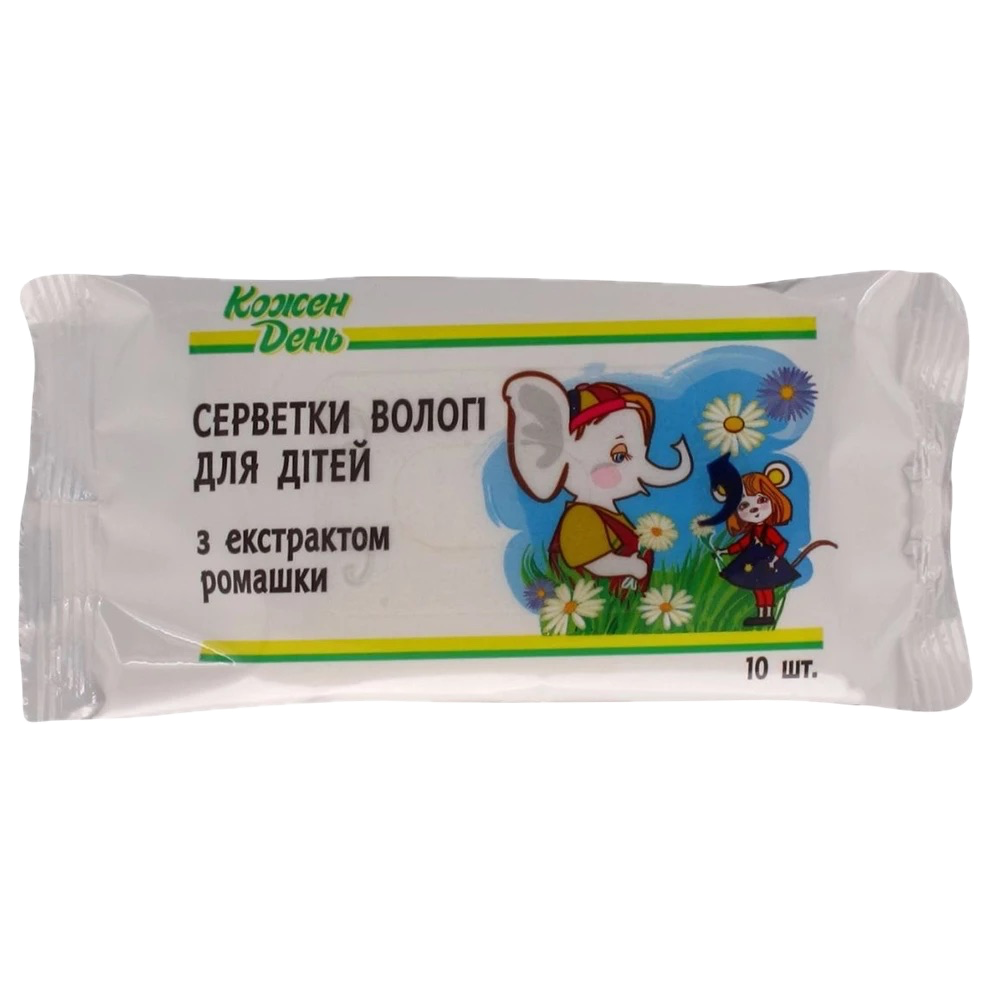 Кожен
День
СЕРВЕТКИ ВОЛОГІ
ДЛЯ ДІТЕЙ
з екстрактом
ромашки
10 шт.